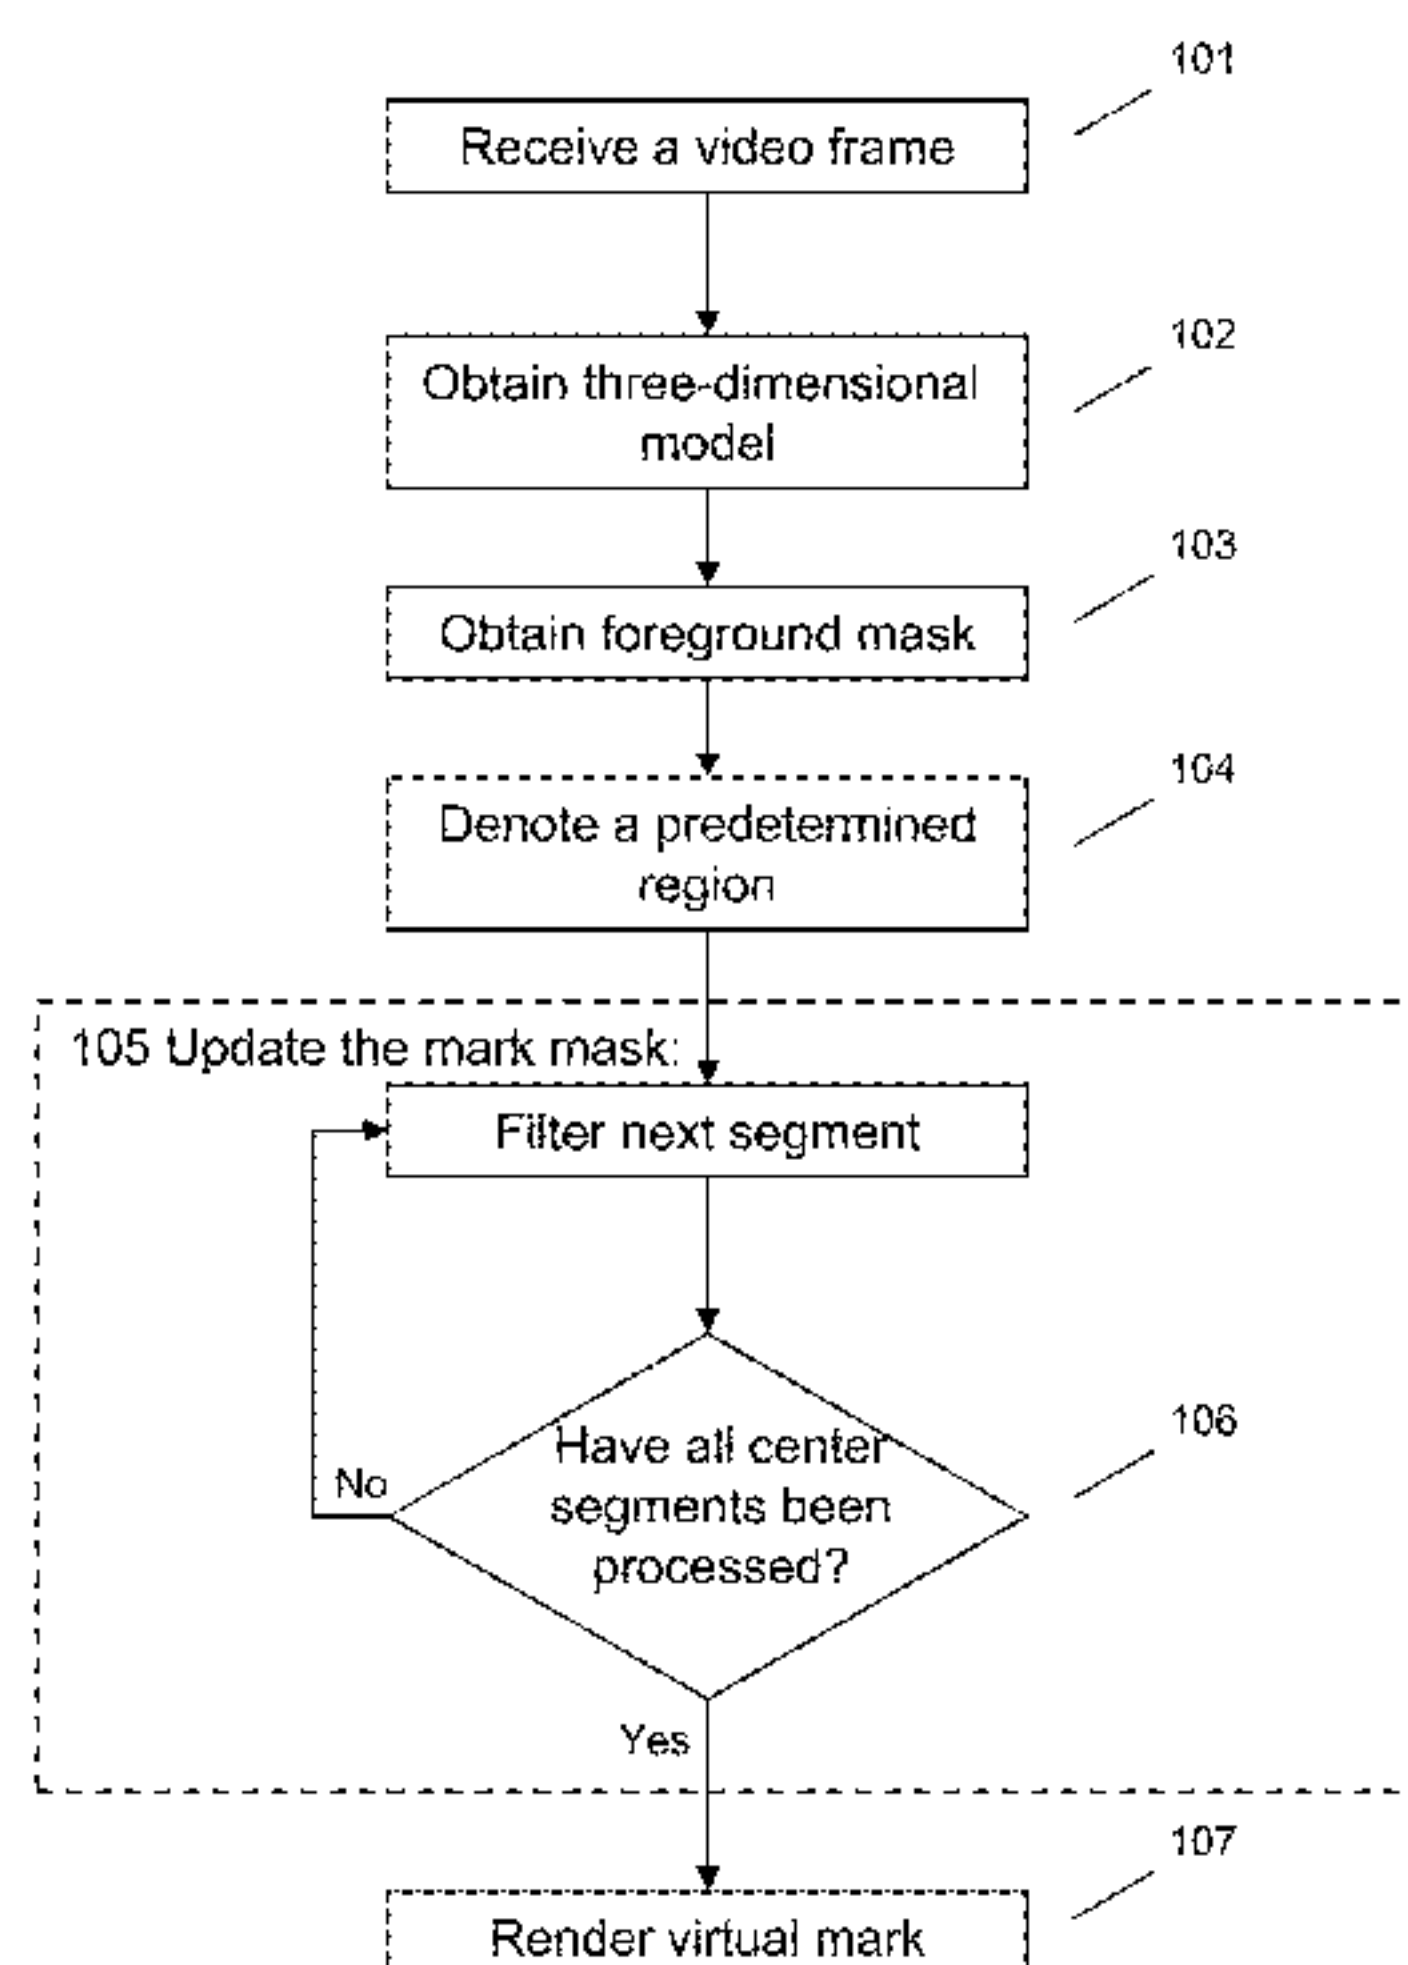 101
Receive a video frame
102
Obtain three-dimensional
model
103
Obtain foreground mask
104
Denote a predetermined
region
105 Update the mark mask:
Filter next segment
106
Have all center
segments been
processed?
No
Yes
107
Render virtual mark